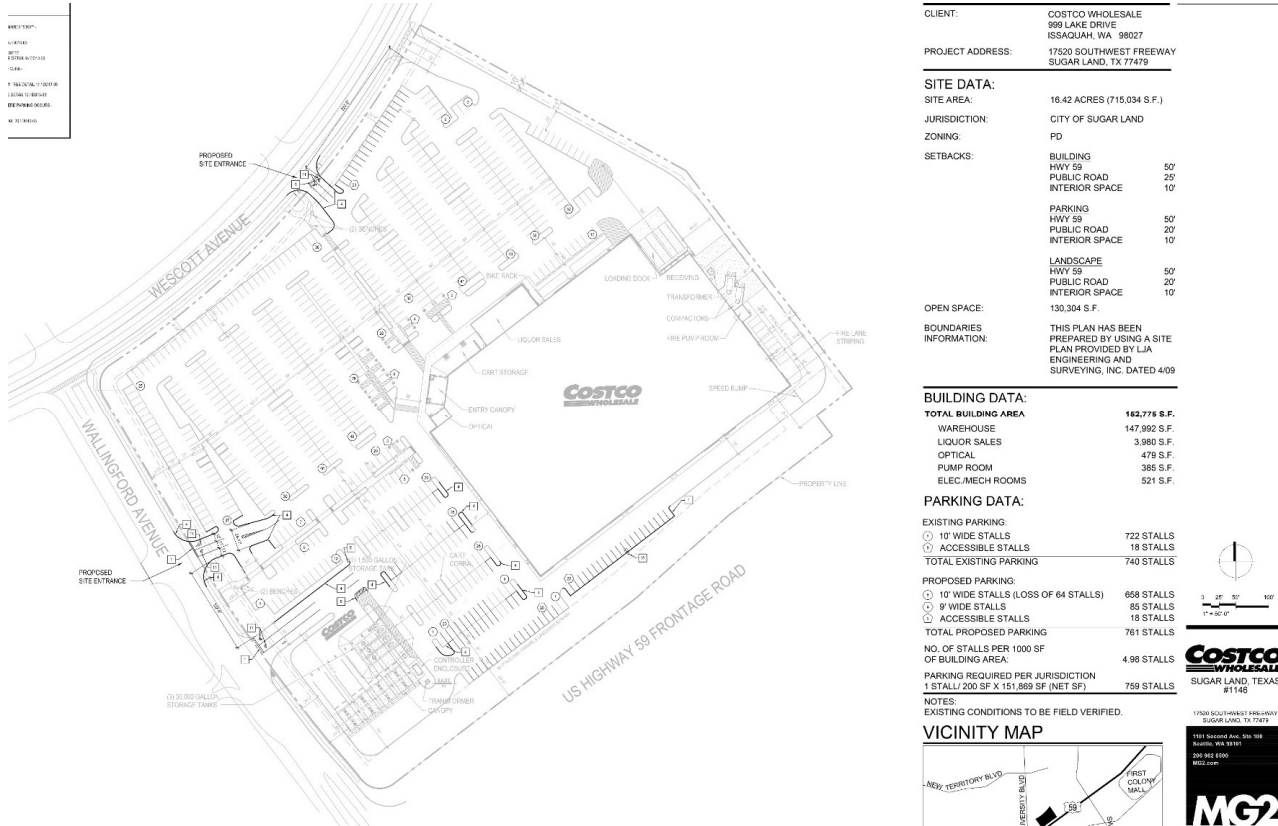 PROPOSED
SITE ENTRANCE
WESCOTT AVENUE
(2) BENCHES
BIKE RACK
LOADING DOCK
RECEIVING
TRANSFORMER
COMPACTORS
FIRE PUMP ROOM
LIQUOR SALES
FIRE LANE
STRIPING
CART STORAGE
COSTCO
WHOLESALE
SPEED BUMP
ENTRY CANOPY
OPTICAL
WALLINGFORD AVENUE
PROPERTY LINE
PROPOSED
SITE ENTRANCE
CART
CORRAL
STORAGE TANK
(2) BENCHES
COSTCO
US HIGHWAY 59 FRONTAGE ROAD
CONTROLLER
ENCLOSURE
(3) 30,000 GALLON
STORAGE TANKS
TRANSFORMER
CANOPY
CLIENT: COSTCO WHOLESALE
999 LAKE DRIVE
ISSAQUAH, WA 98027
PROJECT ADDRESS: 17520 SOUTHWEST FREEWAY
SUGAR LAND, TX 77479
SITE DATA:
SITE AREA: 16.42 ACRES (715,034 S.F.)
JURISDICTION: CITY OF SUGAR LAND
ZONING: PD
SETBACKS: BUILDING
HWY 59 50'
PUBLIC ROAD 25'
INTERIOR SPACE 10'
PARKING
HWY 59 50'
PUBLIC ROAD 20'
INTERIOR SPACE 10'
LANDSCAPE
HWY 59 50'
PUBLIC ROAD 20'
INTERIOR SPACE 10'
OPEN SPACE: 130,304 S.F.
BOUNDARIES THIS PLAN HAS BEEN
INFORMATION: PREPARED BY USING A SITE
PLAN PROVIDED BY LJA
ENGINEERING AND
SURVEYING, INC. DATED 4/09
BUILDING DATA:
TOTAL BUILDING AREA 152,775 S.F.
WAREHOUSE 147,992 S.F.
LIQUOR SALES 3,980 S.F.
OPTICAL 479 S.F.
PUMP ROOM 385 S.F.
ELEC./MECH ROOMS 521 S.F.
PARKING DATA:
EXISTING PARKING:
10' WIDE STALLS 722 STALLS
ACCESSIBLE STALLS 18 STALLS
TOTAL EXISTING PARKING 740 STALLS
PROPOSED PARKING:
10' WIDE STALLS (LOSS OF 64 STALLS) 658 STALLS
9' WIDE STALLS 85 STALLS
ACCESSIBLE STALLS 18 STALLS
TOTAL PROPOSED PARKING 761 STALLS
NO. OF STALLS PER 1000 SF
OF BUILDING AREA: 4.98 STALLS
PARKING REQUIRED PER JURISDICTION
1 STALL/ 200 SF X 151,869 SF (NET SF) 759 STALLS
NOTES:
EXISTING CONDITIONS TO BE FIELD VERIFIED.
VICINITY MAP
NEW TERRITORY BLVD
59
FIRST
COLONY
MALL
0 25' 50' 100'
1" = 50'-0"
COSTCO
WHOLESALE
SUGAR LAND, TEXAS
#1146
17520 SOUTHWEST FREEWAY
SUGAR LAND, TX 77479
1101 Second Ave, Ste 100
Seattle, WA 98101
206 962 6500
MG2.com
MG2